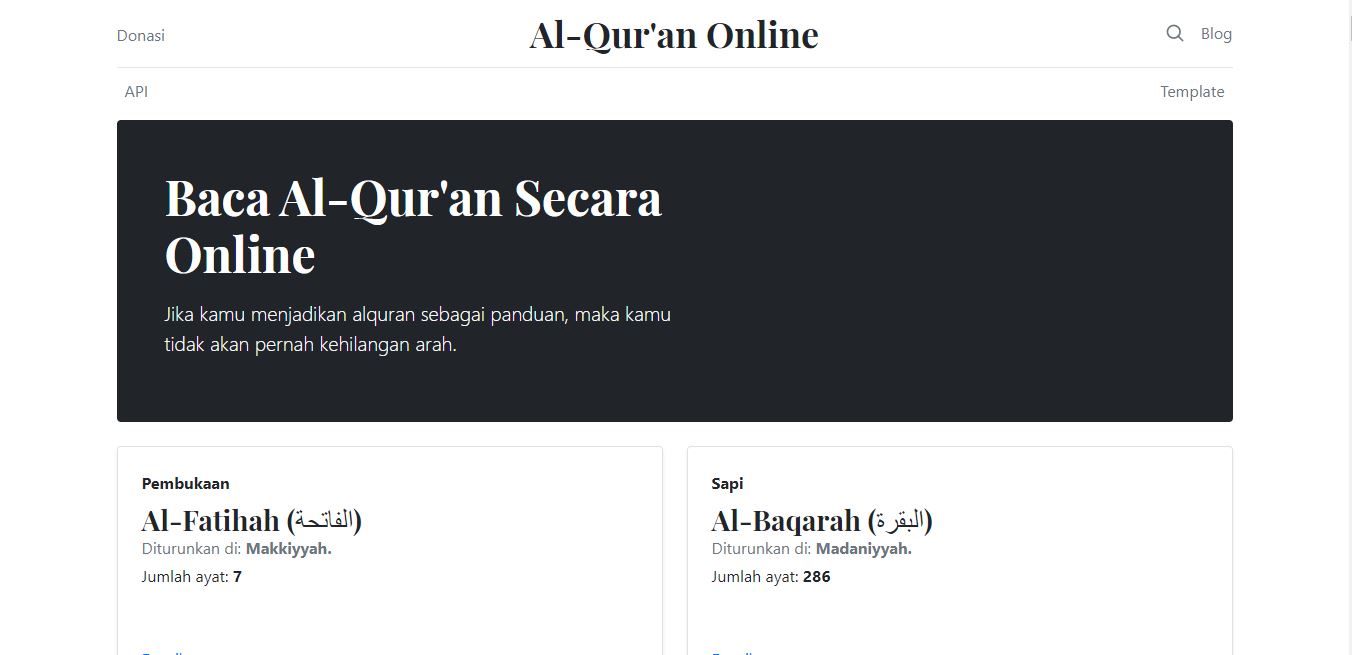 Donasi
Al-Qur'an Online
Blog
API
Template
Baca Al-Qur'an Secara
Online
Jika kamu menjadikan alquran sebagai panduan, maka kamu
tidak akan pernah kehilangan arah.
Pembukaan
Al-Fatihah (الفاتحة)
Diturunkan di: Makkiyyah.
Jumlah ayat: 7
Sapi
Al-Baqarah (البقرة)
Diturunkan di: Madaniyyah.
Jumlah ayat: 286